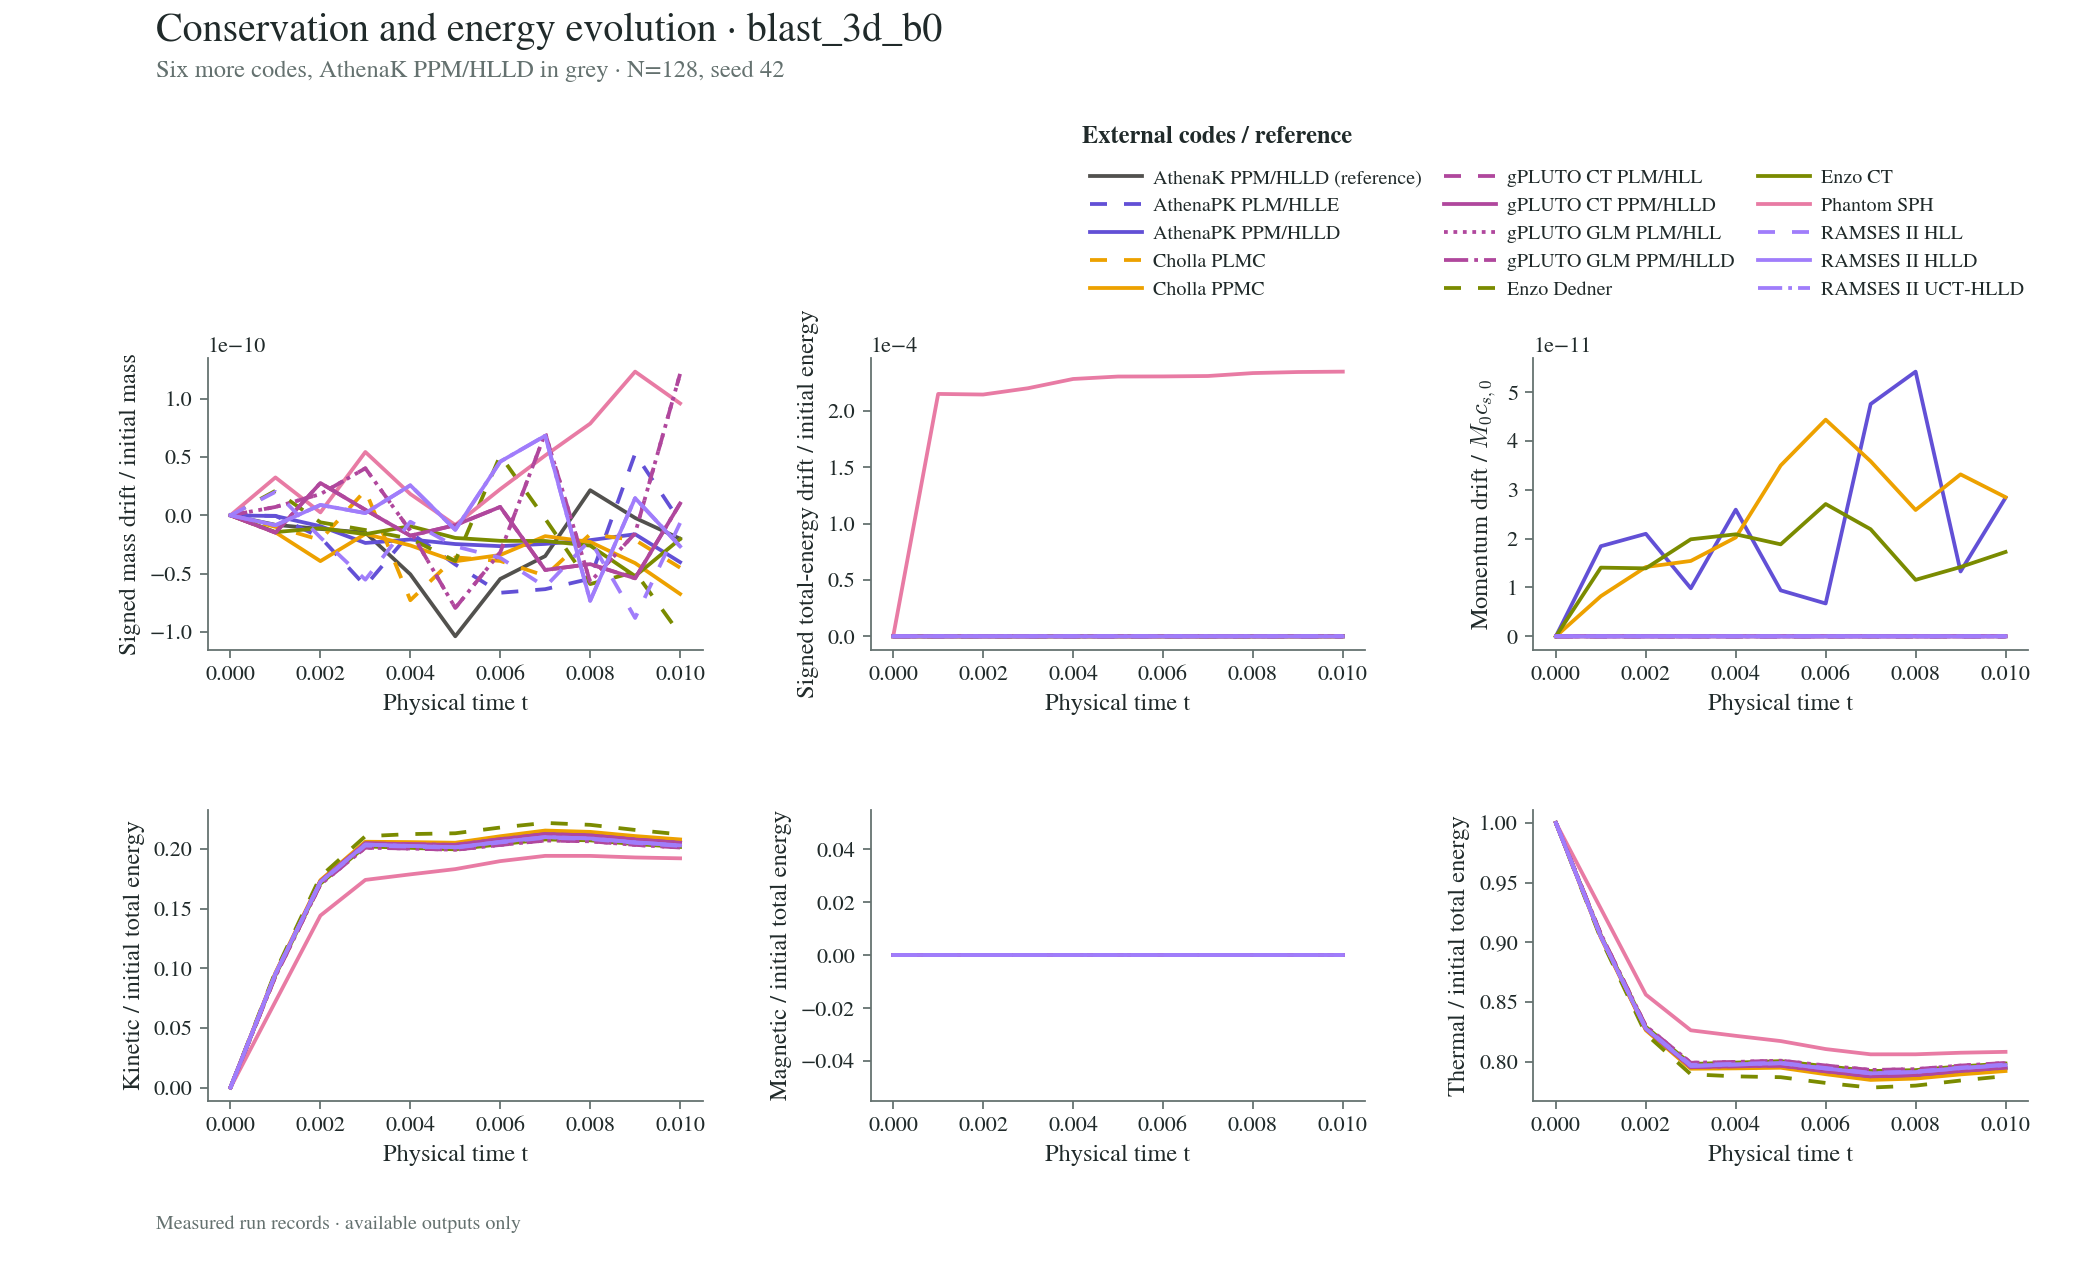 Conservation and energy evolution · blast_3d_b0
Six more codes, AthenaK PPM/HLLD in grey · N=128, seed 42
External codes / reference
AthenaK PPM/HLLD (reference)
AthenaPK PLM/HLLE
AthenaPK PPM/HLLD
Cholla PLMC
Cholla PPMC
gPLUTO CT PLM/HLL
gPLUTO CT PPM/HLLD
gPLUTO GLM PLM/HLL
gPLUTO GLM PPM/HLLD
Enzo Dedner
Enzo CT
Phantom SPH
RAMSES II HLL
RAMSES II HLLD
RAMSES II UCT-HLLD
1e−10
Signed mass drift / initial mass
1.0
0.5
0.0
−0.5
−1.0
0.000 0.002 0.004 0.006 0.008 0.010
Physical time t
1e−4
Signed total-energy drift / initial energy
2.0
1.5
1.0
0.5
0.0
0.000 0.002 0.004 0.006 0.008 0.010
Physical time t
1e−11
Momentum drift / M₀cₛ,₀
5
4
3
2
1
0
0.000 0.002 0.004 0.006 0.008 0.010
Physical time t
Kinetic / initial total energy
0.20
0.15
0.10
0.05
0.00
0.000 0.002 0.004 0.006 0.008 0.010
Physical time t
Magnetic / initial total energy
0.04
0.02
0.00
−0.02
−0.04
0.000 0.002 0.004 0.006 0.008 0.010
Physical time t
Thermal / initial total energy
1.00
0.95
0.90
0.85
0.80
0.000 0.002 0.004 0.006 0.008 0.010
Physical time t
Measured run records · available outputs only